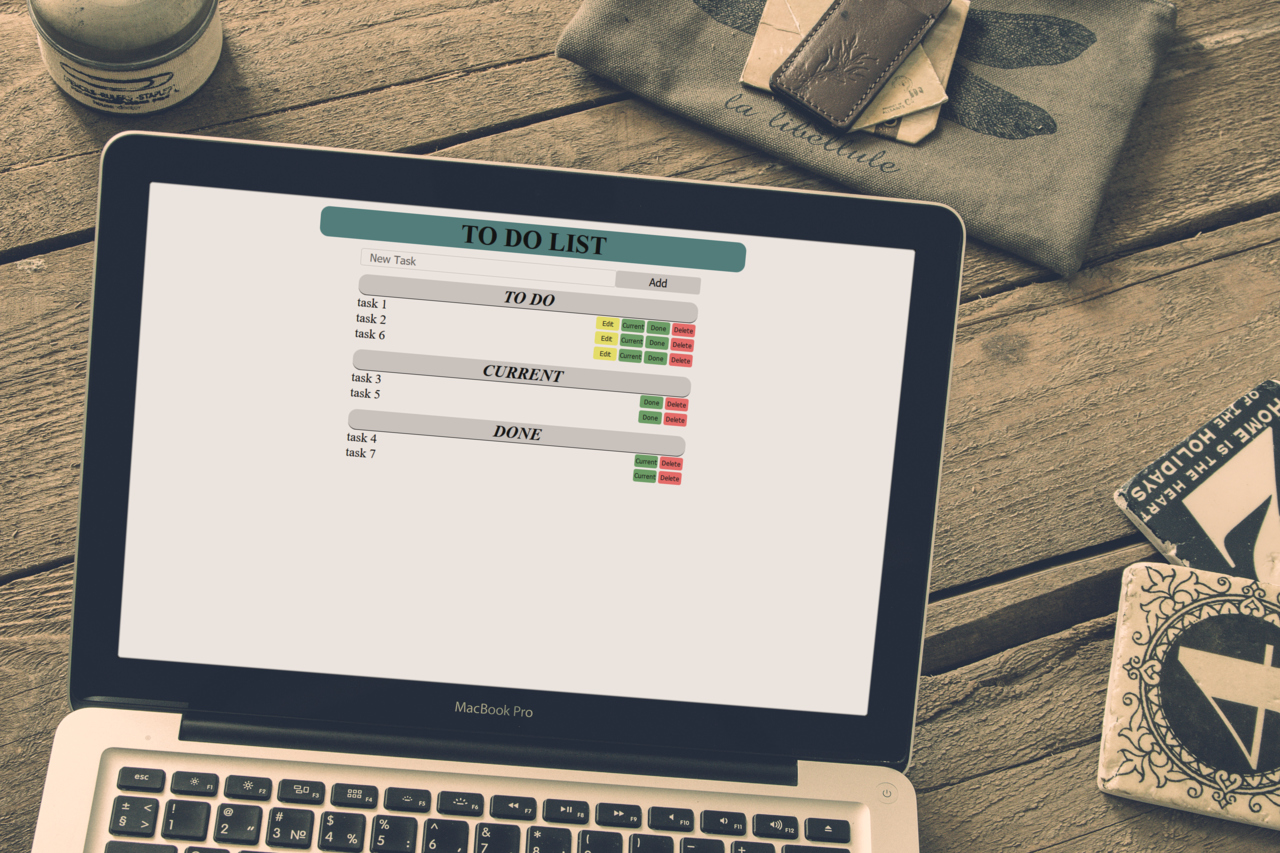 la libellule
TO DO LIST
New Task
Add
TO DO
task 1
Edit Current Done Delete
task 2
Edit Current Done Delete
task 6
Edit Current Done Delete
CURRENT
task 3
Done Delete
task 5
Done Delete
DONE
task 4
Current Delete
task 7
Current Delete
HOME IS THE HEART
OF THE HOLIDAYS
MacBook Pro
esc F1 F2 F3 F4 F5 F6 F7 F8 F9 F10 F11 F12
± < ! @ # $ % ^ & * (
§ > 1 2 “ 3 № 4 % 5 : 6 , 7 8